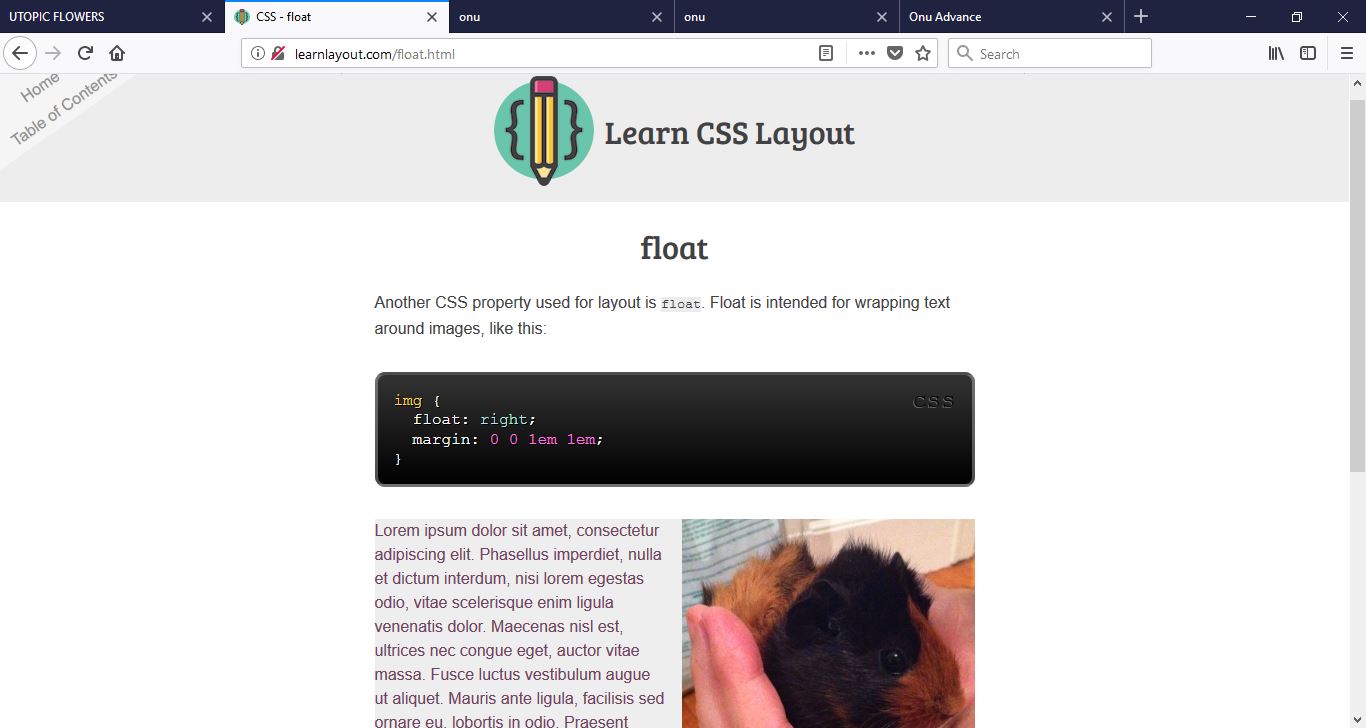 UTOPIC FLOWERS
CSS - float
onu
onu
Onu Advance
learnlayout.com/float.html
Search
Home
Table of Contents
Learn CSS Layout
float
Another CSS property used for layout is float. Float is intended for wrapping text
around images, like this:
CSS
img {
float: right;
margin: 0 0 1em 1em;
}
Lorem ipsum dolor sit amet, consectetur
adipiscing elit. Phasellus imperdiet, nulla
et dictum interdum, nisi lorem egestas
odio, vitae scelerisque enim ligula
venenatis dolor. Maecenas nisl est,
ultrices nec congue eget, auctor vitae
massa. Fusce luctus vestibulum augue
ut aliquet. Mauris ante ligula, facilisis sed
ornare eu, lobortis in odio. Praesent